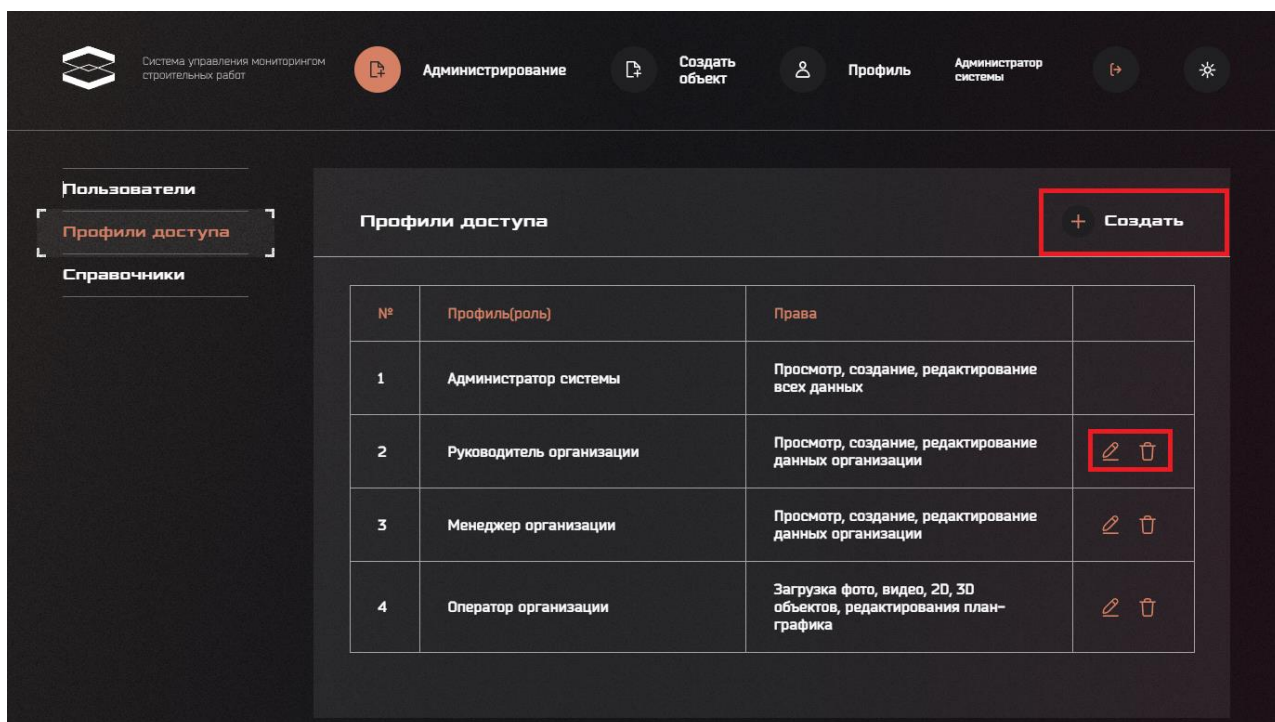 Система управления мониторингом
строительных работ
Администрирование
Создать
объект
Профиль
Администратор
системы
Пользователи
Профили доступа
Справочники
Профили доступа
+ Создать
№ Профиль(роль) Права
1 Администратор системы Просмотр, создание, редактирование
всех данных
2 Руководитель организации Просмотр, создание, редактирование
данных организации
3 Менеджер организации Просмотр, создание, редактирование
данных организации
4 Оператор организации Загрузка фото, видео, 2D, 3D
объектов, редактирования план-
графика